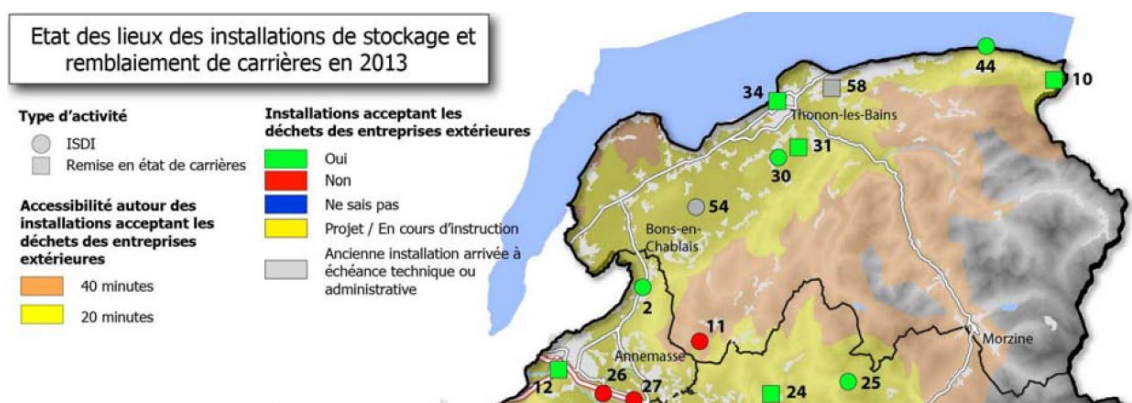 Etat des lieux des installations de stockage et
remblaiement de carrières en 2013
Type d'activité
ISDI
Remise en état de carrières
Accessibilité autour des
installations acceptant les
déchets des entreprises
extérieures
40 minutes
20 minutes
Installations acceptant les
déchets des entreprises extérieures
Oui
Non
Ne sais pas
Projet / En cours d'instruction
Ancienne installation arrivée à
échéance technique ou
administrative
44
10
58
34
Thonon-les-Bains
31
30
54
Bons-en-
Chablais
2
11
Morzine
Annemasse
12
26
27
24
25